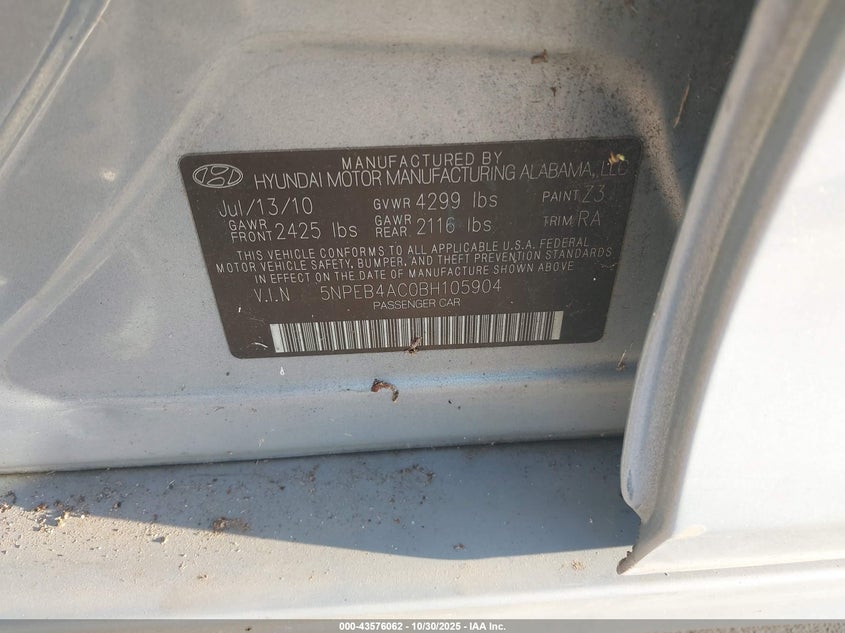 MANUFACTURED BY
HYUNDAI MOTOR MANUFACTURING ALABAMA, LLC
Jul/13/10 GVWR 4299 lbs PAINT Z3
GAWR FRONT 2425 lbs GAWR REAR 2116 lbs TRIM RA
THIS VEHICLE CONFORMS TO ALL APPLICABLE U.S.A. FEDERAL
MOTOR VEHICLE SAFETY, BUMPER, AND THEFT PREVENTION STANDARDS
IN EFFECT ON THE DATE OF MANUFACTURE SHOWN ABOVE
V.I.N 5NPEB4AC0BH105904
PASSENGER CAR
000-43576062 - 10/30/2025 - IAA Inc.